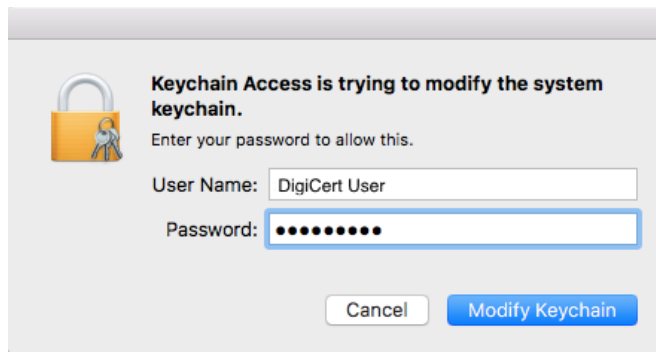 Keychain Access is trying to modify the system
keychain.
Enter your password to allow this.
User Name: DigiCert User
Password: •••••••••
Cancel Modify Keychain